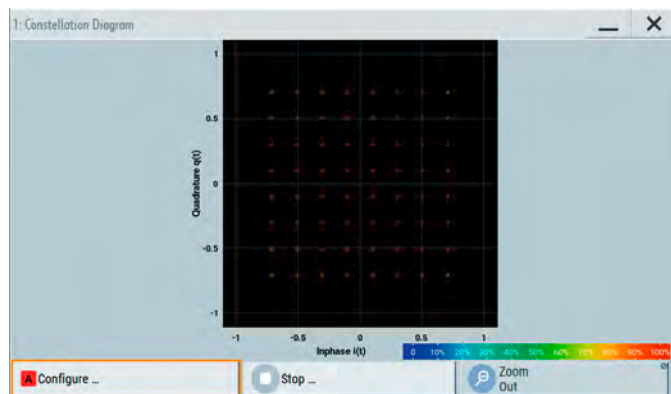 1: Constellation Diagram
1
0.5
0
-0.5
-1
Quadrature q(t)
-1 -0.5 0 0.5 1
Inphase i(t)
0 10% 20% 30% 40% 50% 60% 70% 80% 90% 100%
A Configure ...
Stop ...
Zoom
Out